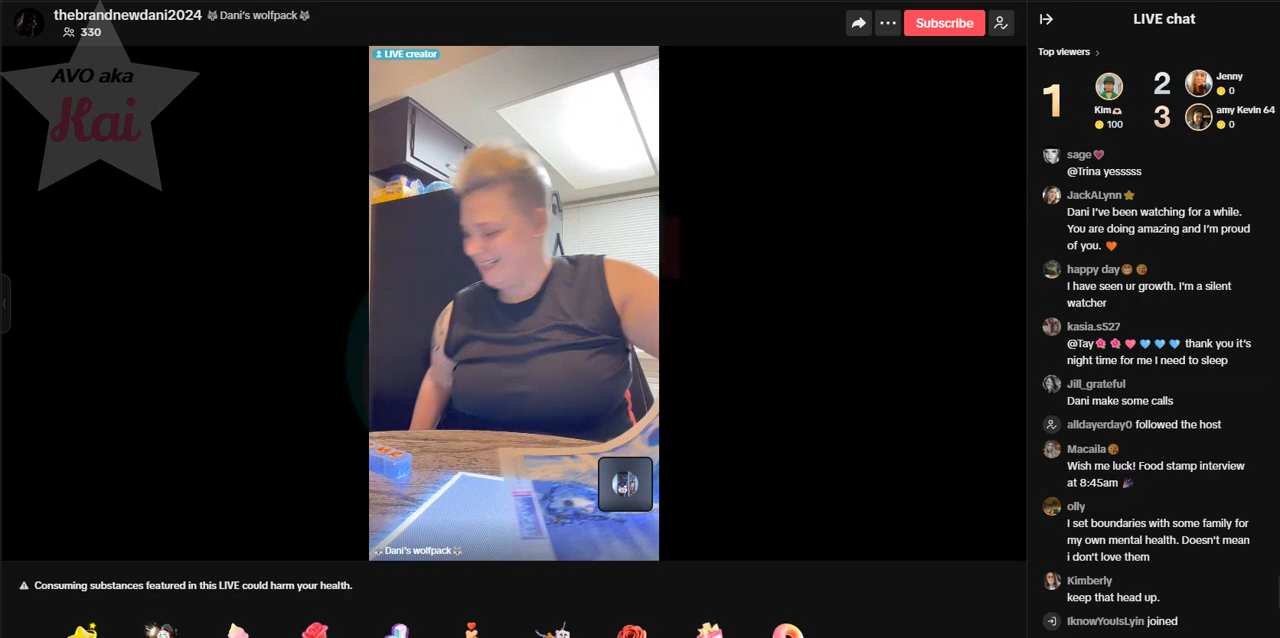 thebrandnewdani2024 🐺Dani's wolfpack🐺
330
Subscribe
AVO aka
Kai
LIVE creator
🐺Dani's wolfpack🐺
Consuming substances featured in this LIVE could harm your health.
LIVE chat
Top viewers >
1
Kim🫶
100
2
Jenny
0
3
amy Kevin 64
0
sage💗
@Trina yesssss
JackALynn⭐
Dani I've been watching for a while.
You are doing amazing and I'm proud
of you. 🧡
happy day😁🍪
I have seen ur growth. I'm a silent
watcher
kasia.s527
@Tay🌺🌺💗💙💙💙 thank you it's
night time for me I need to sleep
Jill_grateful
Dani make some calls
alldayerday0 followed the host
Macaila🍪
Wish me luck! Food stamp interview
at 8:45am 🎉
olly
I set boundaries with some family for
my own mental health. Doesn't mean
i don't love them
Kimberly
keep that head up.
IknowYouIsLyin joined